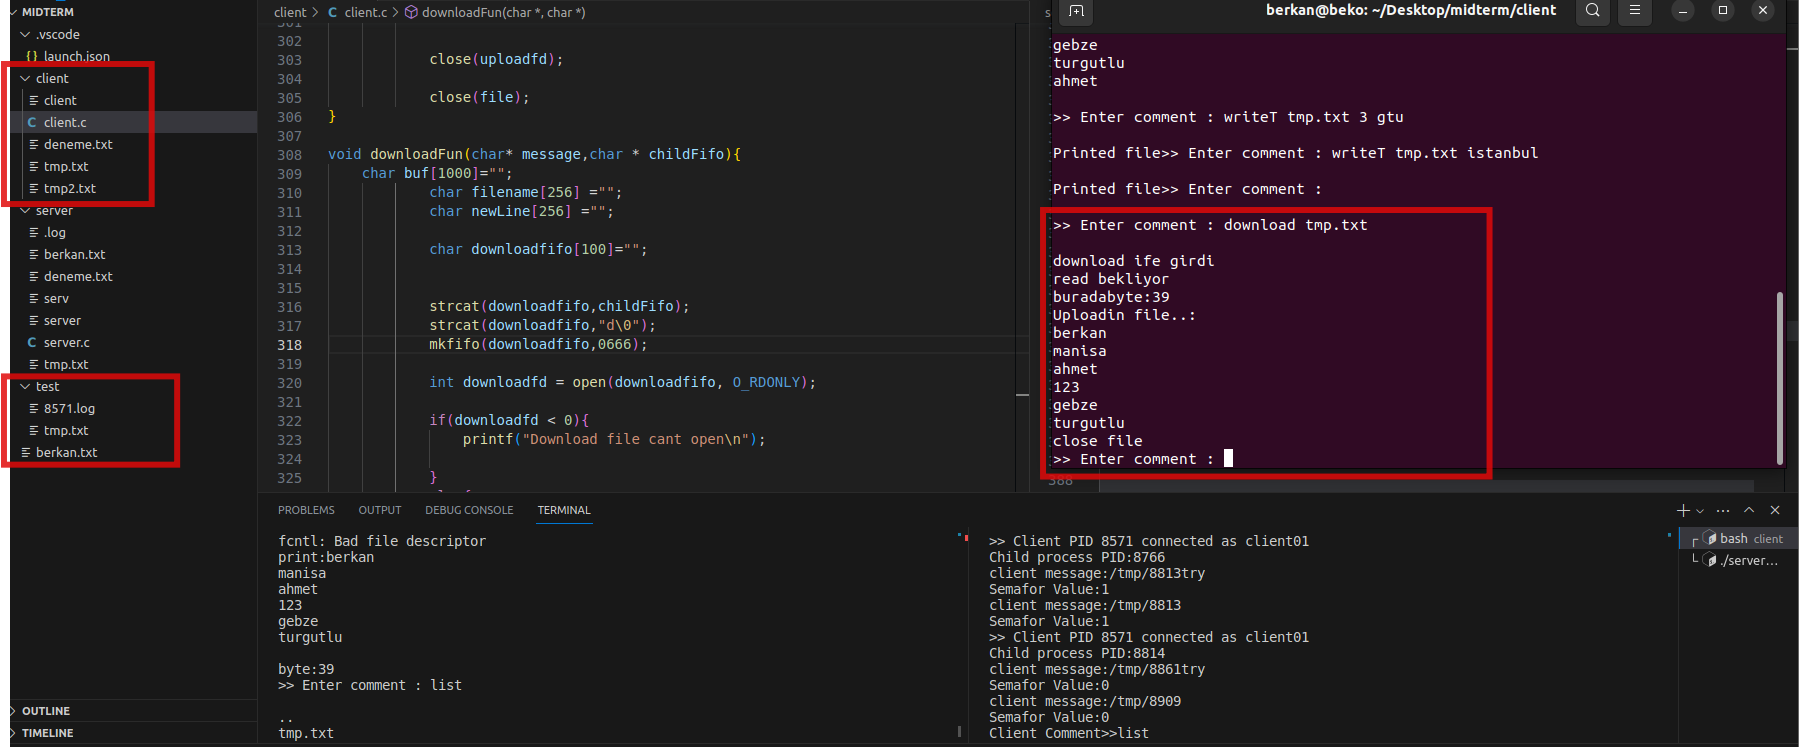 MIDTERM
.vscode
{ } launch.json
client
client
C client.c
deneme.txt
tmp.txt
tmp2.txt
server
.log
berkan.txt
deneme.txt
serv
server
C server.c
tmp.txt
test
8571.log
tmp.txt
berkan.txt
OUTLINE
TIMELINE
client > C client.c > downloadFun(char *, char *)
301
302
303 close(uploadfd);
304
305 close(file);
306 }
307
308 void downloadFun(char* message,char * childFifo){
309 char buf[1000]="";
310 char filename[256] ="";
311 char newLine[256] ="";
312
313 char downloadfifo[100]="";
314
315
316 strcat(downloadfifo,childFifo);
317 strcat(downloadfifo,"d\0");
318 mkfifo(downloadfifo,0666);
319
320 int downloadfd = open(downloadfifo, O_RDONLY);
321
322 if(downloadfd < 0){
323 printf("Download file cant open\n");
324
325 }
berkan@beko: ~/Desktop/midterm/client
gebze
turgutlu
ahmet
>> Enter comment : writeT tmp.txt 3 gtu
Printed file>> Enter comment : writeT tmp.txt istanbul
Printed file>> Enter comment :
>> Enter comment : download tmp.txt
download ife girdi
read bekliyor
buradabyte:39
Uploadin file..:
berkan
manisa
ahmet
123
gebze
turgutlu
close file
>> Enter comment :
388
PROBLEMS OUTPUT DEBUG CONSOLE TERMINAL
fcntl: Bad file descriptor
print:berkan
manisa
ahmet
123
gebze
turgutlu
byte:39
>> Enter comment : list
..
tmp.txt
>> Client PID 8571 connected as client01
Child process PID:8766
client message:/tmp/8813try
Semafor Value:1
client message:/tmp/8813
Semafor Value:1
>> Client PID 8571 connected as client01
Child process PID:8814
client message:/tmp/8861try
Semafor Value:0
client message:/tmp/8909
Semafor Value:0
Client Comment>>list
bash client
./server...